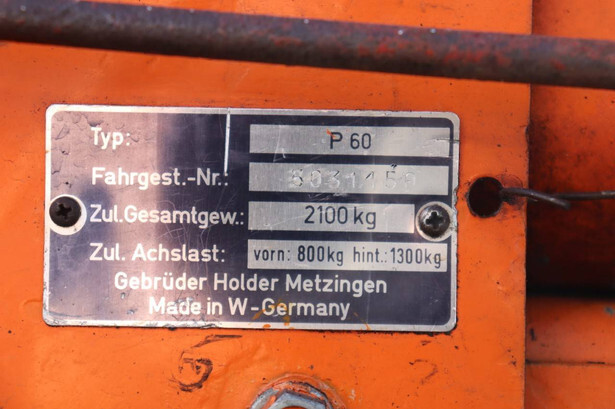 Typ: P 60
Fahrgest.-Nr.:
Zul.Gesamtgew.: 2100 kg
Zul. Achslast: vorn: 800kg hint.: 1300kg
Gebrüder Holder Metzingen
Made in W-Germany